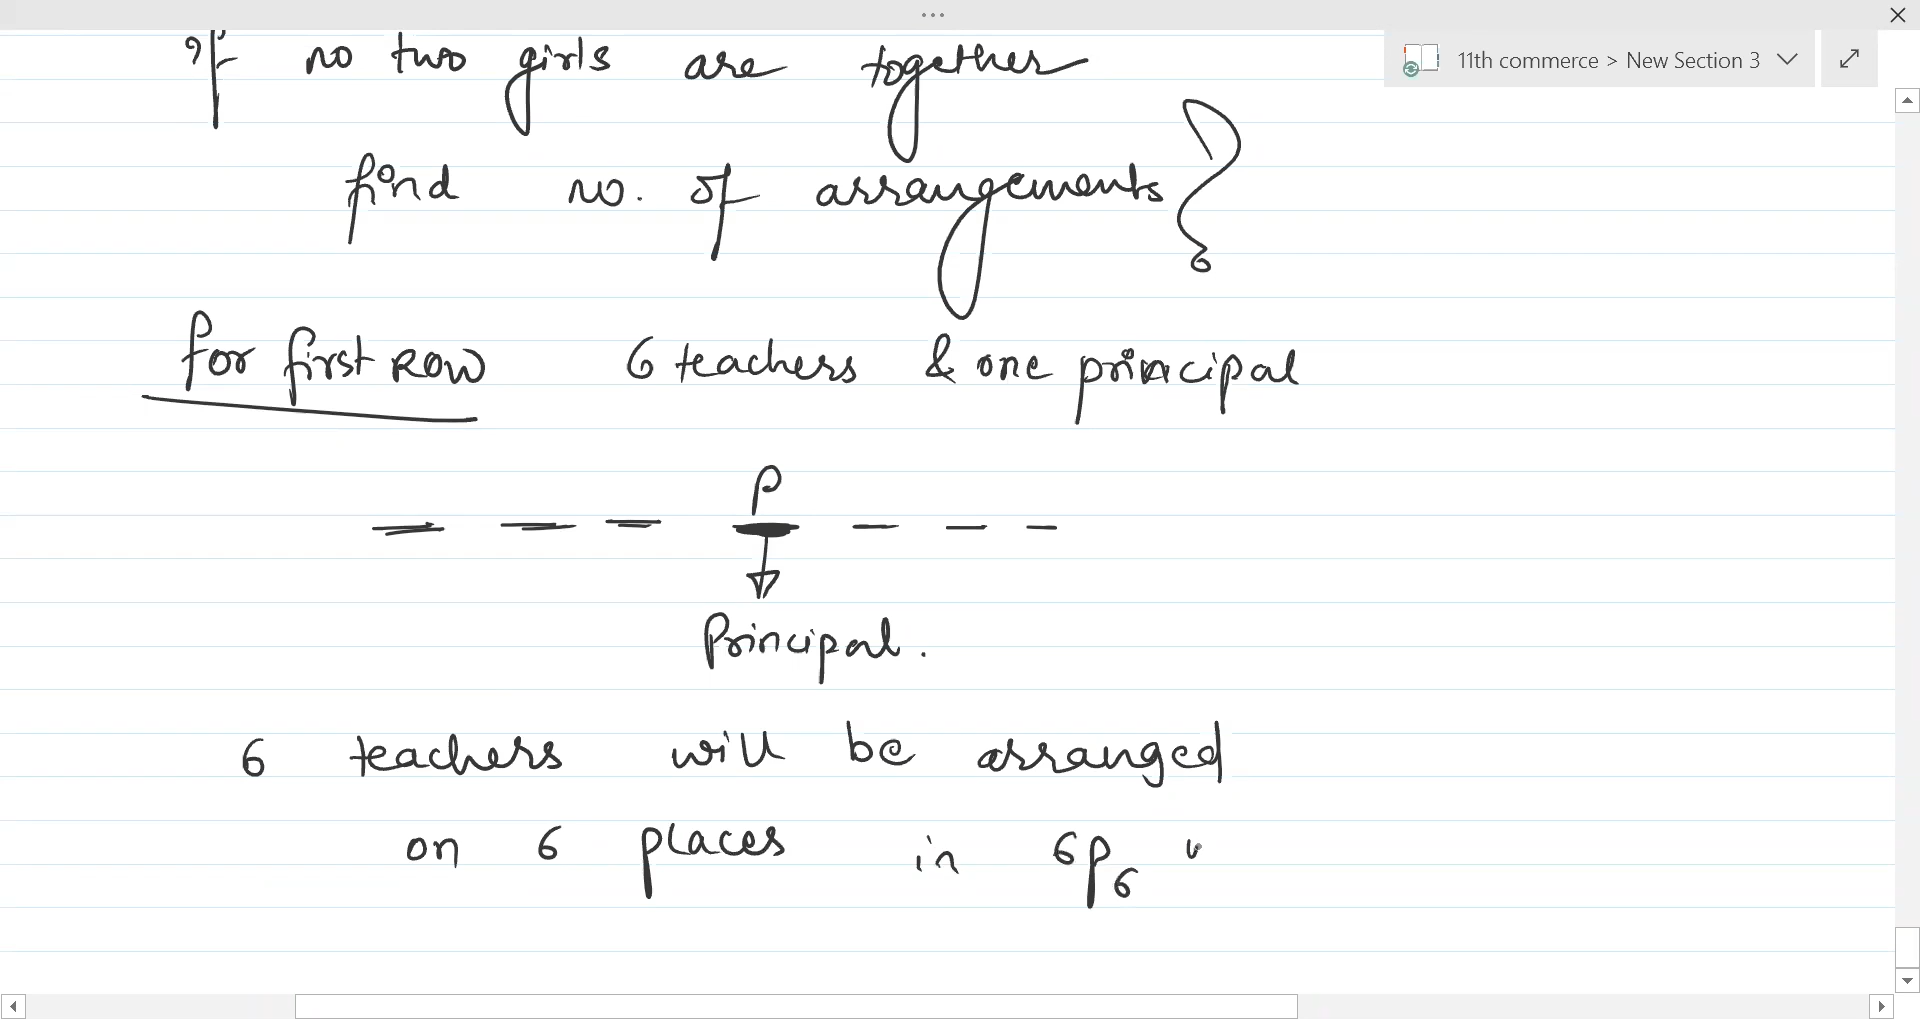 If no two girls are together
11th commerce > New Section 3
find no. of arrangements ?
for first Row 6 teachers & one principal
P
Principal.
6 teachers will be arranged
on 6 places in 6P6